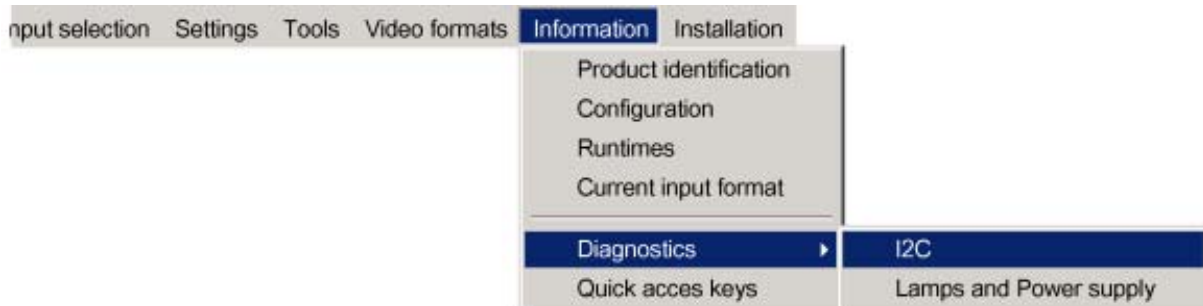 nput selection Settings Tools Video formats Information Installation
Product identification
Configuration
Runtimes
Current input format
Diagnostics I2C
Quick acces keys Lamps and Power supply